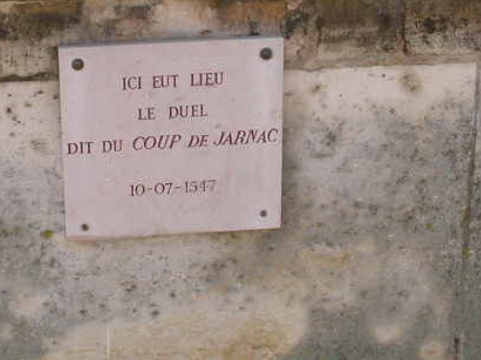 ICI EUT LIEU
LE DUEL
DIT DU COUP DE JARNAC
10-07-1547